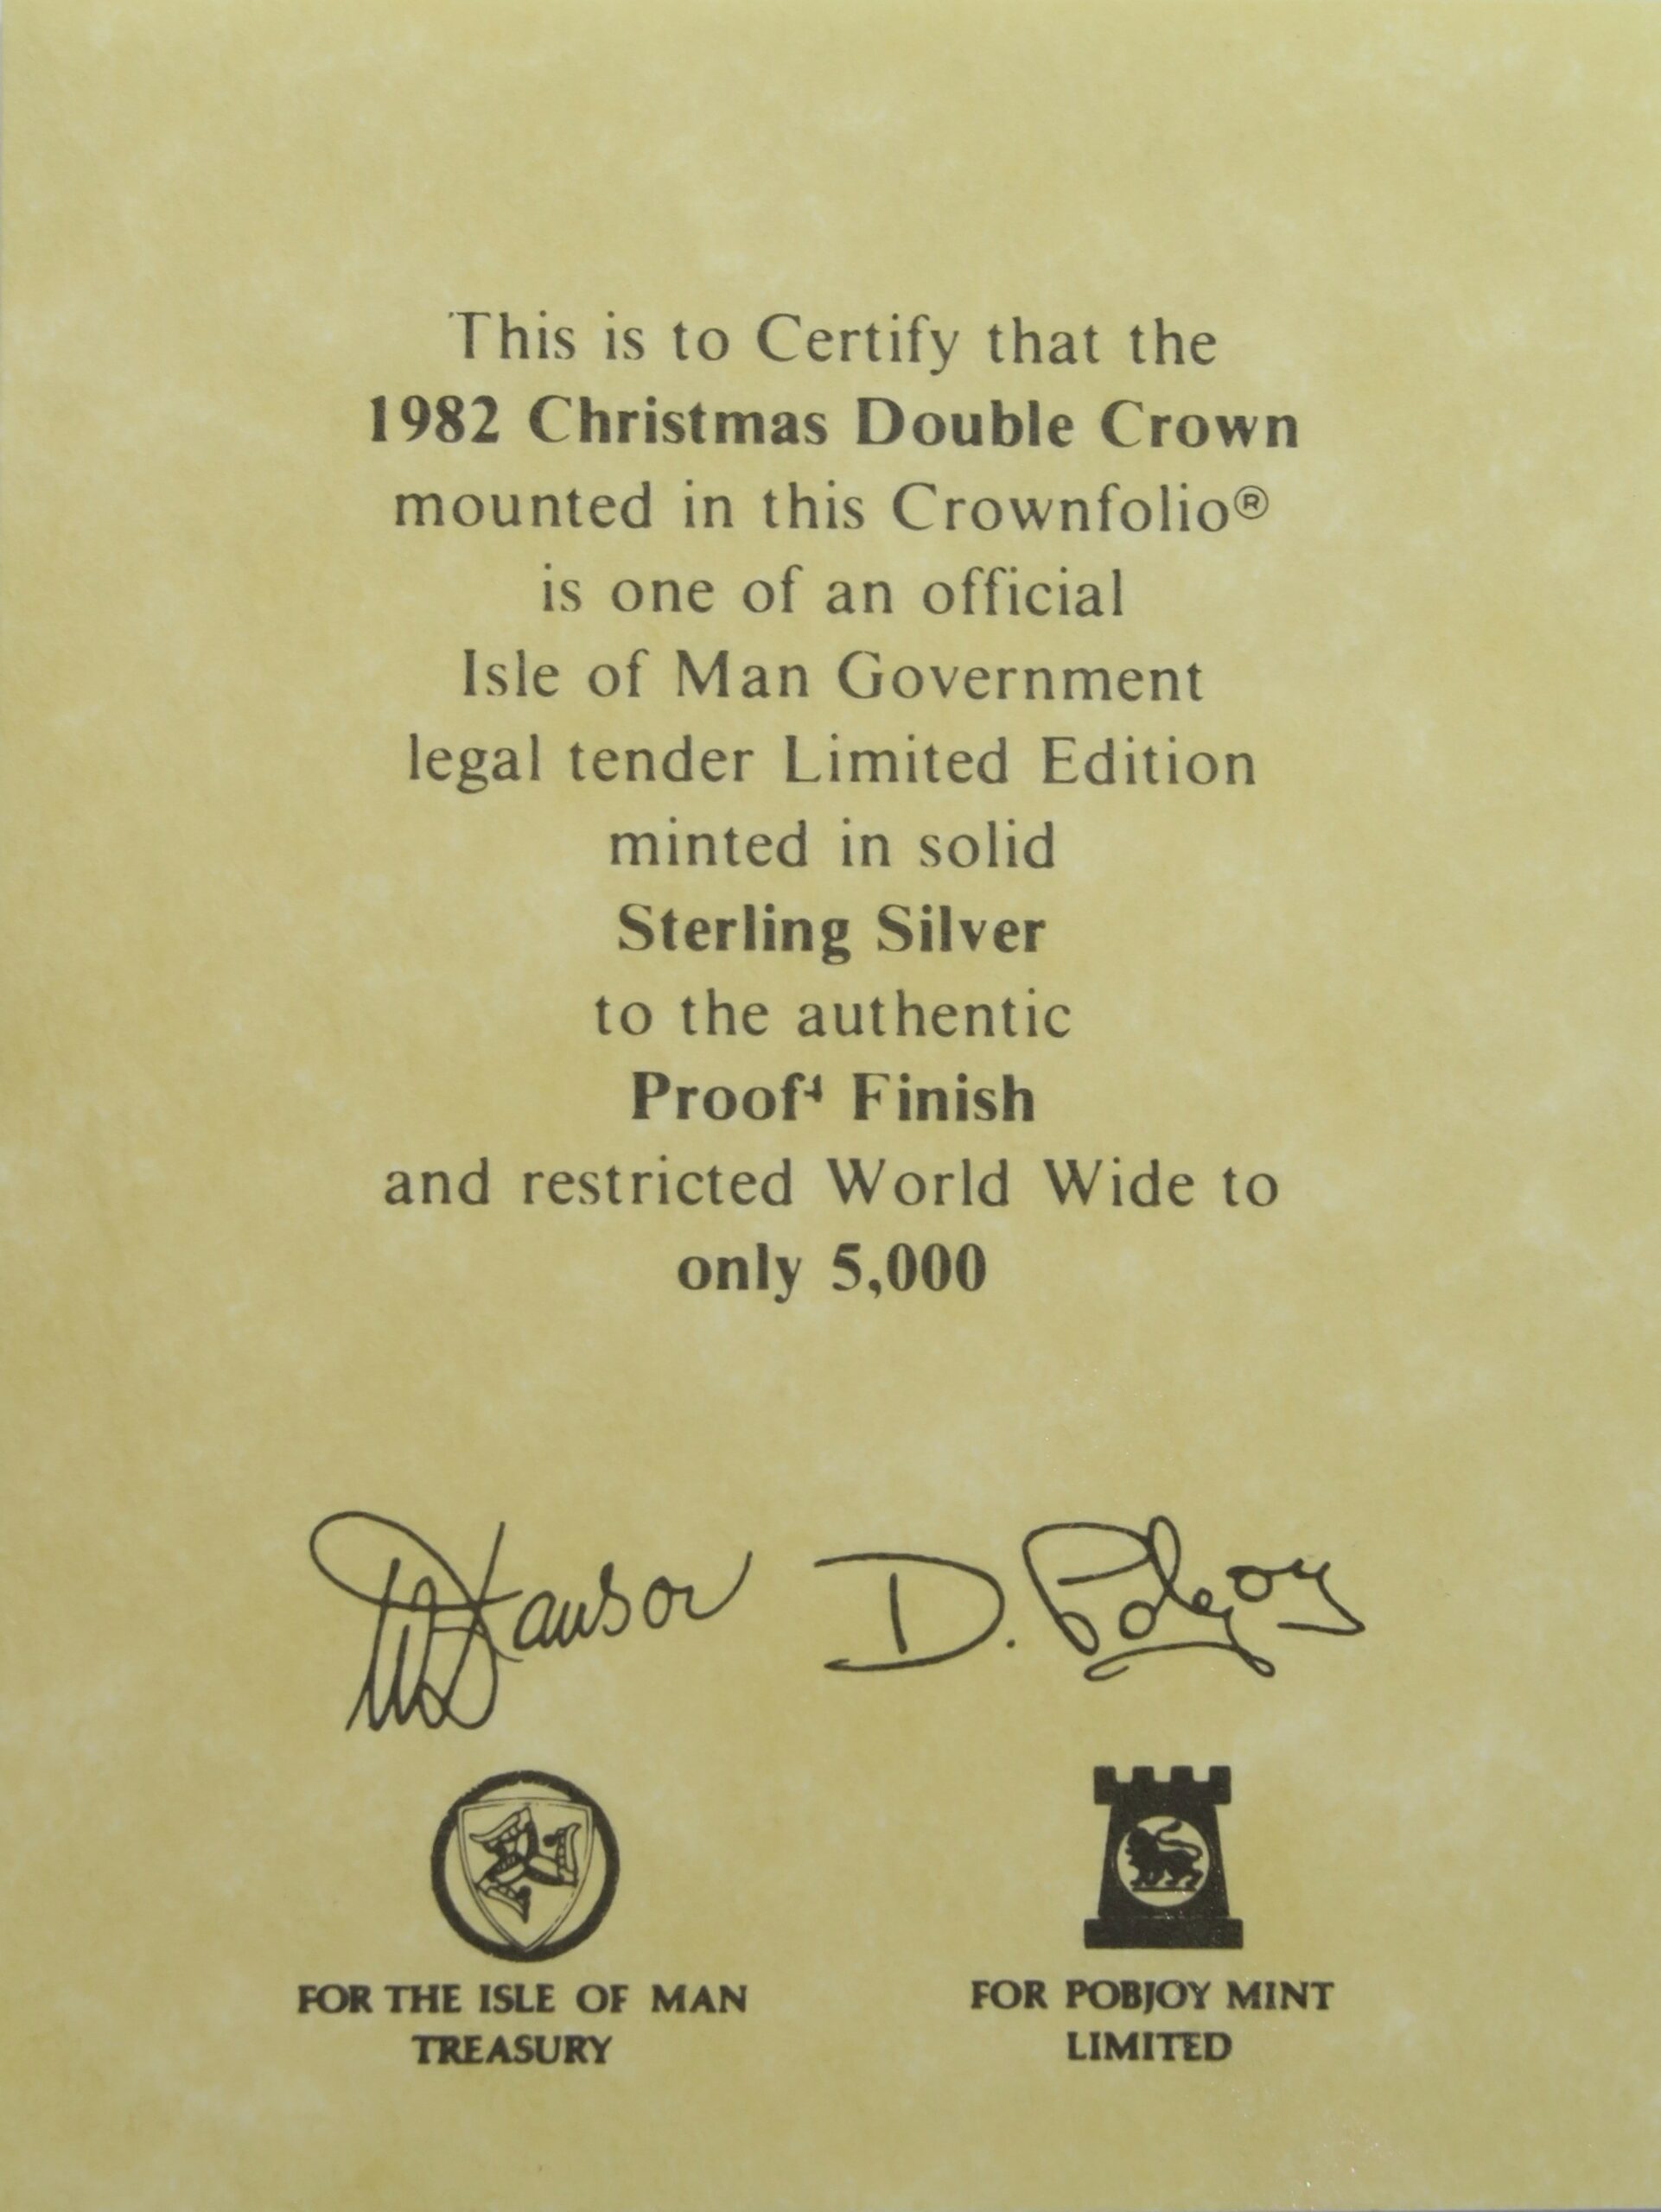 This is to Certify that the
1982 Christmas Double Crown
mounted in this Crownfolio®
is one of an official
Isle of Man Government
legal tender Limited Edition
minted in solid
Sterling Silver
to the authentic
Proof⁴ Finish
and restricted World Wide to
only 5,000
D. Pobjoy
FOR THE ISLE OF MAN
TREASURY
FOR POBJOY MINT
LIMITED